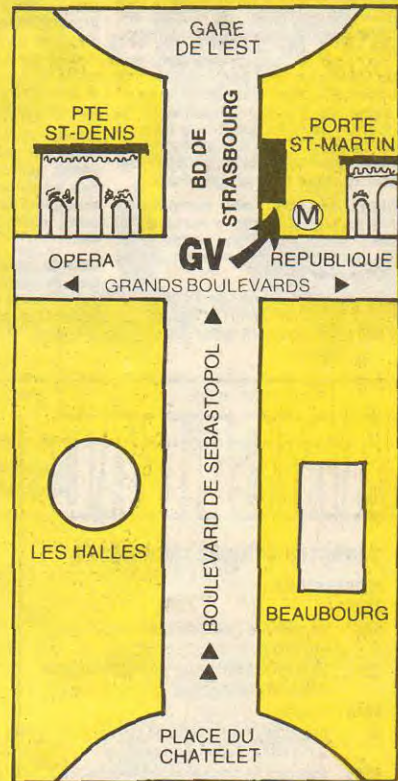 GARE
DE L'EST
PTE
ST-DENIS
BD DE
STRASBOURG
PORTE
ST-MARTIN
M
GV
OPERA
REPUBLIQUE
◄ GRANDS BOULEVARDS ►
▲ BOULEVARD DE SEBASTOPOL ▲▲
LES HALLES
BEAUBOURG
PLACE DU
CHATELET